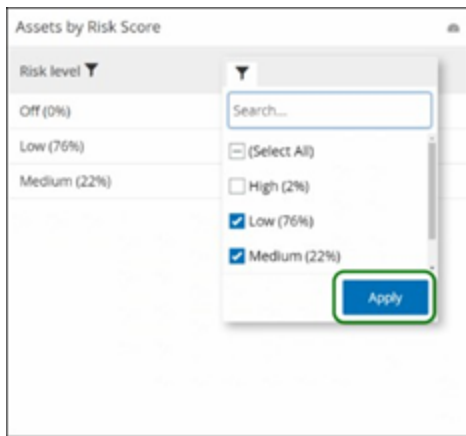 Assets by Risk Score
Risk level
Off (0%)
Low (76%)
Medium (22%)
Search...
(Select All)
High (2%)
Low (76%)
Medium (22%)
Apply